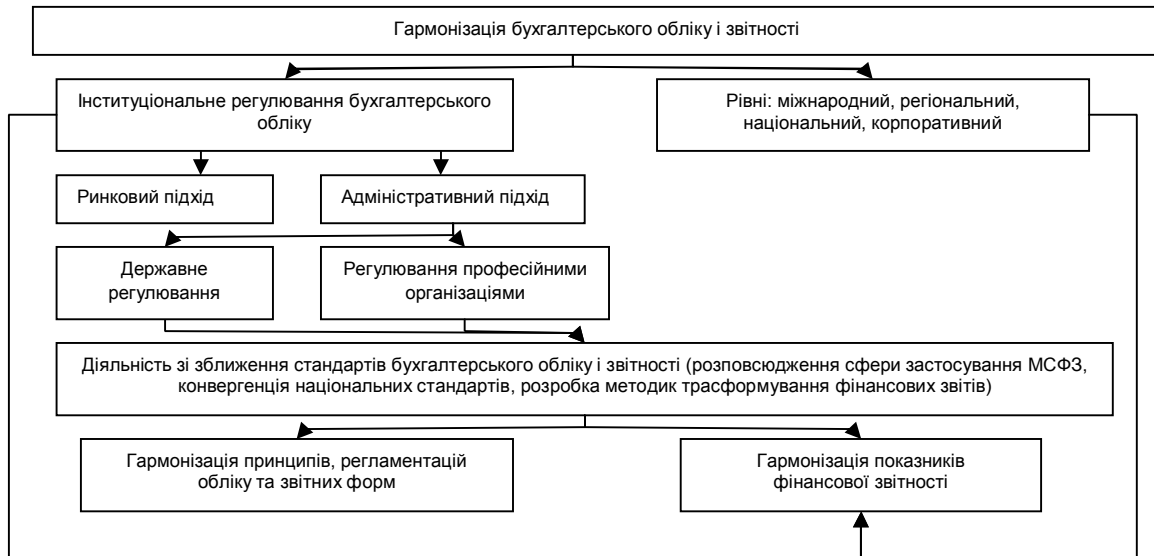 Гармонізація бухгалтерського обліку і звітності
Інституціональне регулювання бухгалтерського
обліку
Рівні: міжнародний, регіональний,
національний, корпоративний
Ринковий підхід
Адміністративний підхід
Державне
регулювання
Регулювання професійними
організаціями
Діяльність зі зближення стандартів бухгалтерського обліку і звітності (розповсюдження сфери застосування МСФЗ,
конвергенція національних стандартів, розробка методик трасформування фінансових звітів)
Гармонізація принципів, регламентацій
обліку та звітних форм
Гармонізація показників
фінансової звітності